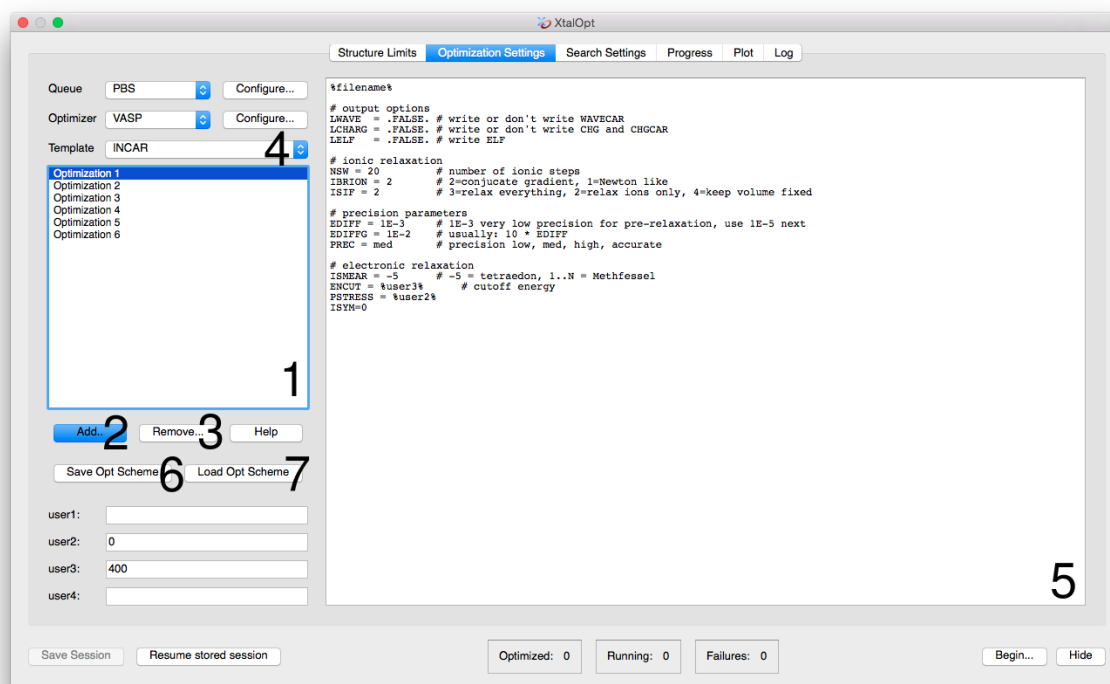 XtalOpt
Structure Limits
Optimization Settings
Search Settings
Progress
Plot
Log
Queue
PBS
Configure...
Optimizer
VASP
Configure...
Template
INCAR
4
Optimization 1
Optimization 2
Optimization 3
Optimization 4
Optimization 5
Optimization 6
1
Add..
2
Remove...
3
Help
Save Opt Scheme
6
Load Opt Scheme
7
user1:
user2:
0
user3:
400
user4:
%filename%
# output options
LWAVE  = .FALSE. # write or don't write WAVECAR
LCHARG = .FALSE. # write or don't write CHG and CHGCAR
LELF   = .FALSE. # write ELF
# ionic relaxation
NSW = 20        # number of ionic steps
IBRION = 2      # 2=conjucate gradient, 1=Newton like
ISIF = 2        # 3=relax everything, 2=relax ions only, 4=keep volume fixed
# precision parameters
EDIFF = 1E-3    # 1E-3 very low precision for pre-relaxation, use 1E-5 next
EDIFFG = 1E-2   # usually: 10 * EDIFF
PREC = med      # precision low, med, high, accurate
# electronic relaxation
ISMEAR = -5     # -5 = tetraedon, 1..N = Methfessel
ENCUT = %user3%     # cutoff energy
PSTRESS = %user2%
ISYM=0
5
Save Session
Resume stored session
Optimized: 0
Running: 0
Failures: 0
Begin...
Hide